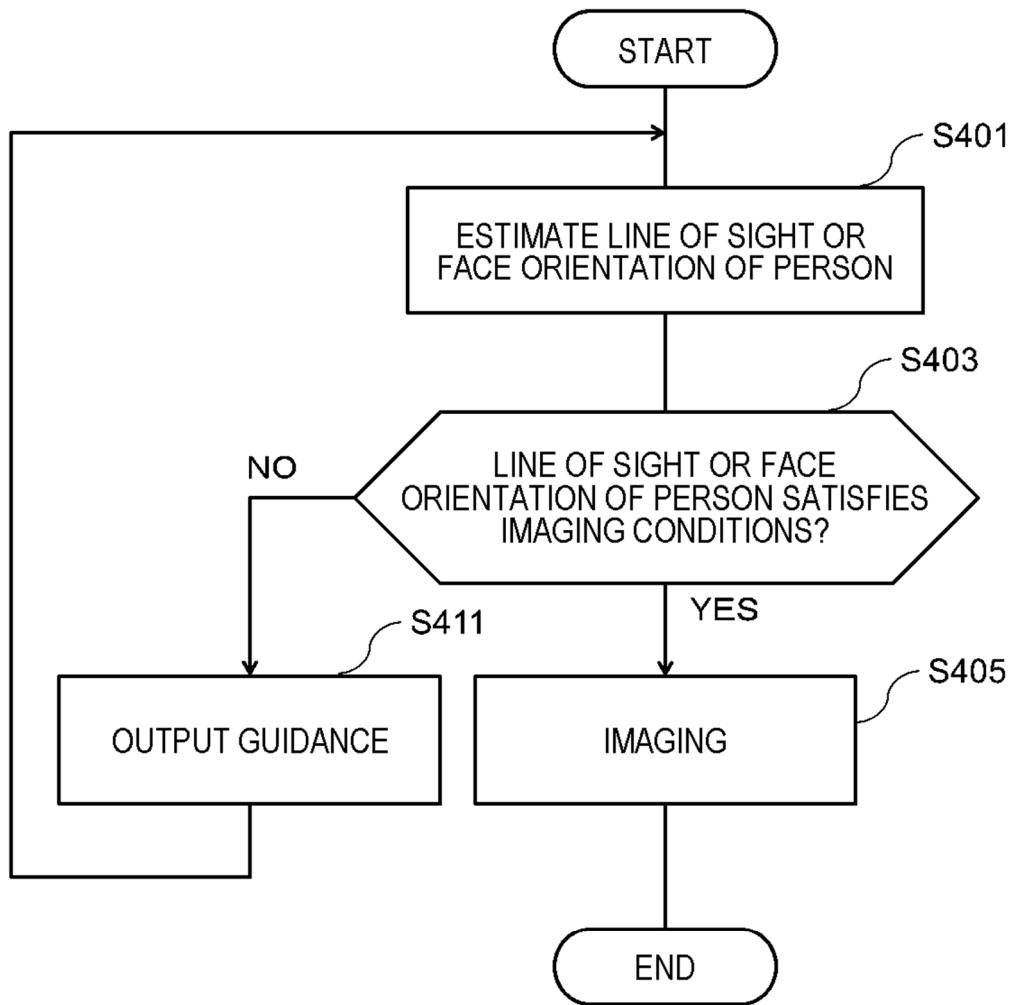 START
S401
ESTIMATE LINE OF SIGHT OR
FACE ORIENTATION OF PERSON
S403
LINE OF SIGHT OR FACE
ORIENTATION OF PERSON SATISFIES
IMAGING CONDITIONS?
NO
YES
S411
OUTPUT GUIDANCE
S405
IMAGING
END